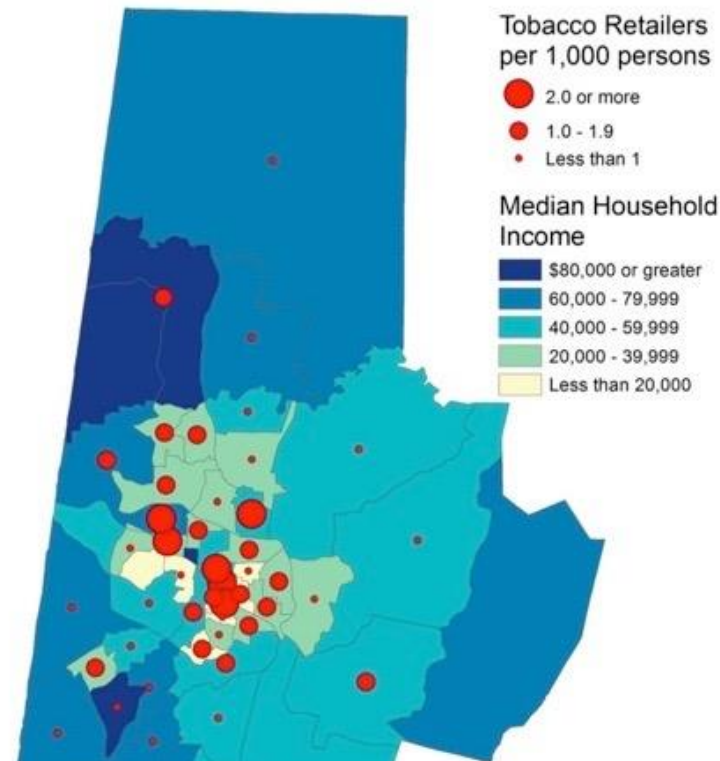 Tobacco Retailers
per 1,000 persons
2.0 or more
1.0 - 1.9
Less than 1
Median Household
Income
$80,000 or greater
60,000 - 79,999
40,000 - 59,999
20,000 - 39,999
Less than 20,000